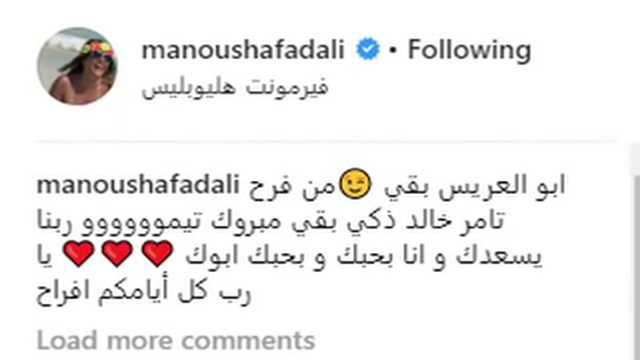 manoushafadali • Following
فيرمونت هليوبليس
manoushafadali من فرح😉 ابو العريس بقي
تامر خالد ذكي بقي مبروك تيموووووو ربنا
يسعدك و انا بحبك و بحبك ابوك ❤️❤️❤️ يا
رب كل أيامكم افراح
Load more comments